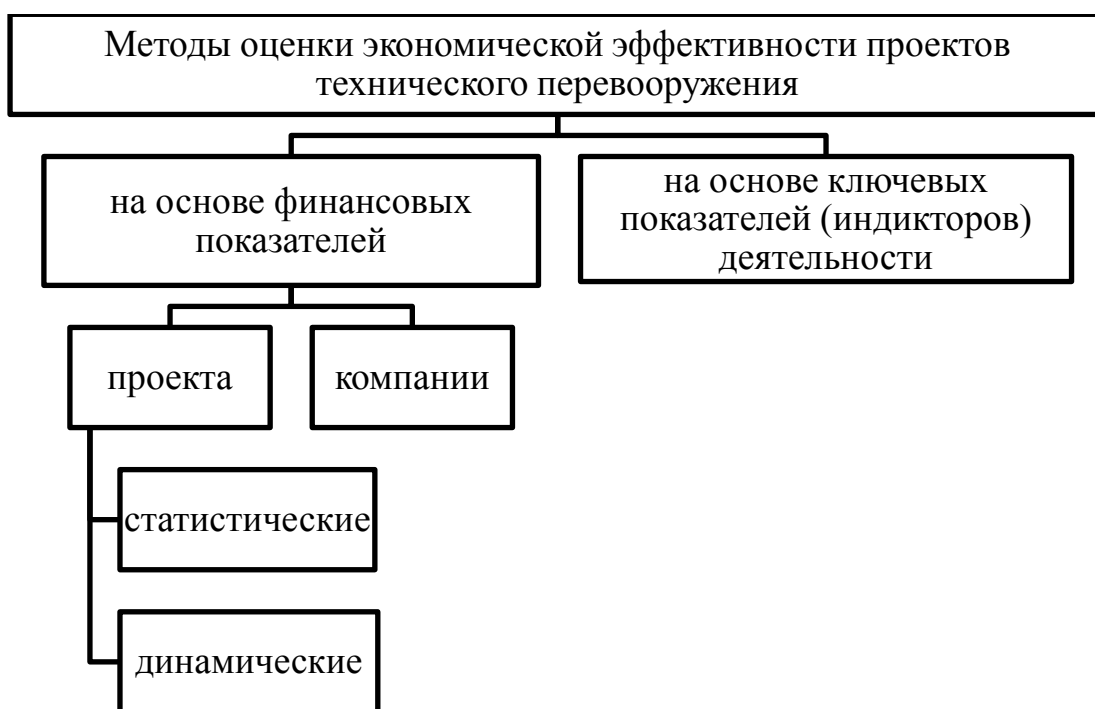 Методы оценки экономической эффективности проектов
технического перевооружения
на основе финансовых
показателей
на основе ключевых
показателей (индикторов)
деятельности
проекта
компании
статистические
динамические